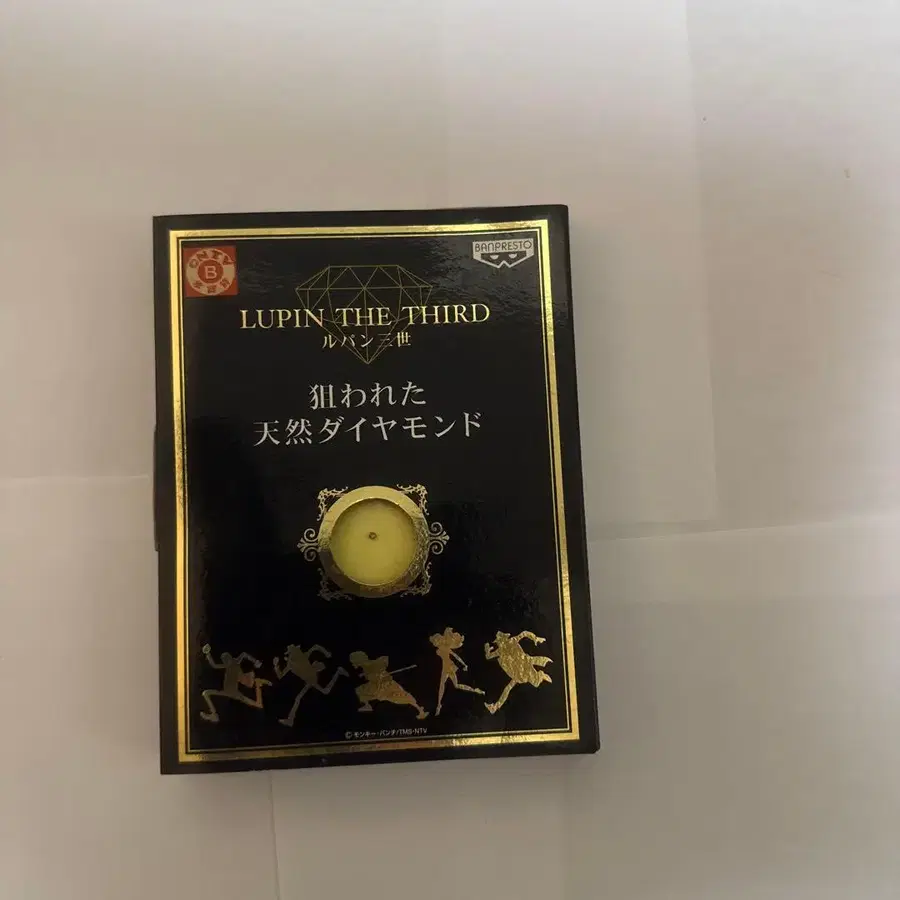 NTV
B
BANPRESTO
LUPIN THE THIRD
ルパン三世
狙われた
天然ダイヤモンド
©モンキー・パンチ/TMS・NTV